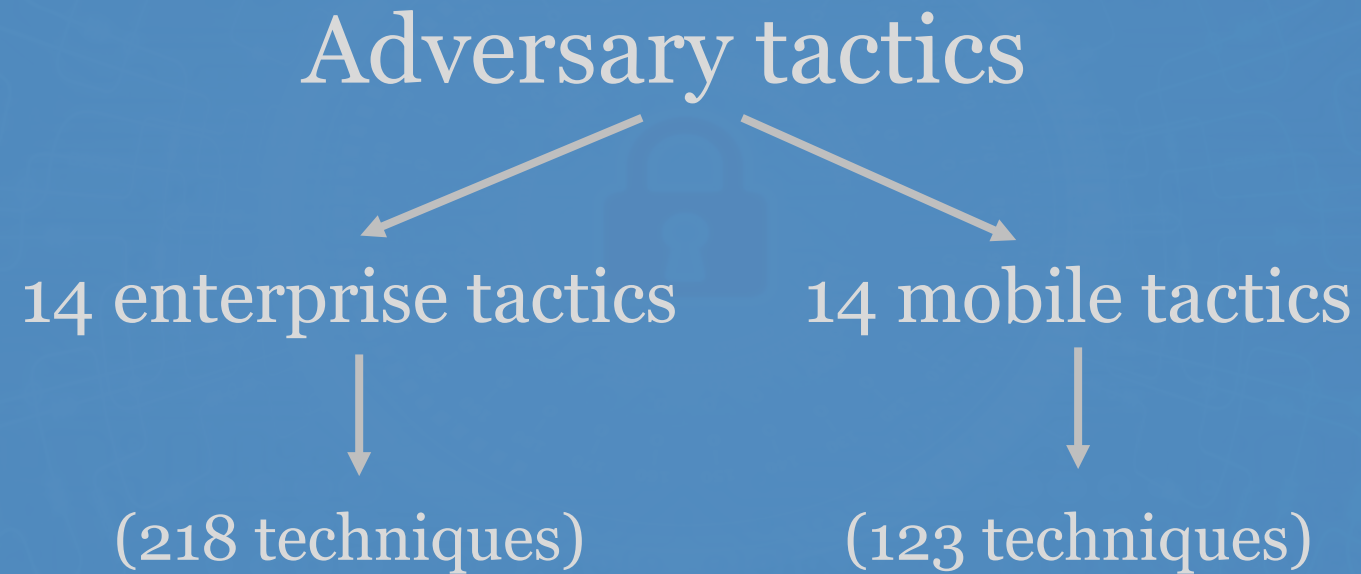 Adversary tactics
14 enterprise tactics
14 mobile tactics
(218 techniques)
(123 techniques)